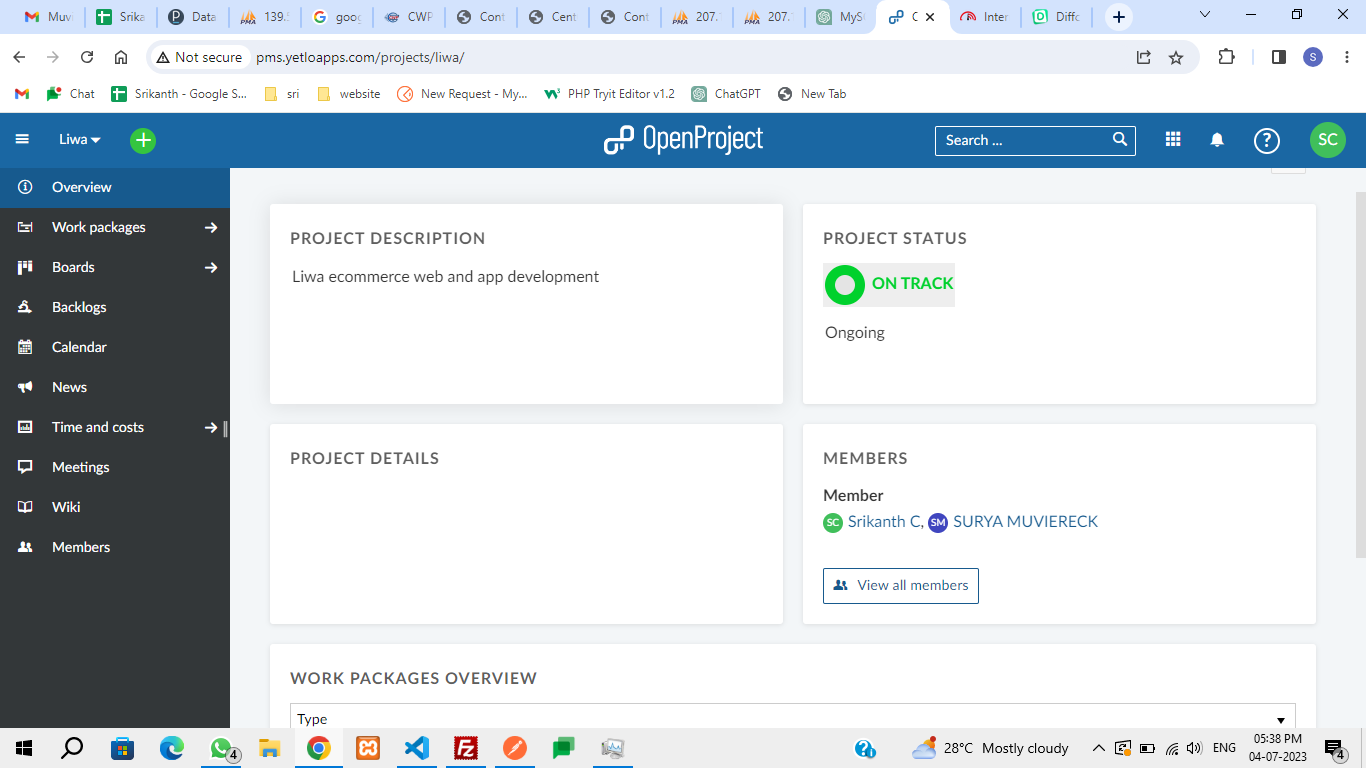 Muvi Srika Data 139.5 goog CWP Cont Cent Cont 207. 207. MyS Inter Diffc
Not secure pms.yetloapps.com/projects/liwa/ S
Chat Srikanth - Google S... sri website New Request - My... PHP Tryit Editor v1.2 ChatGPT New Tab
Liwa OpenProject Search ... ? SC
Overview
Work packages
Boards
Backlogs
Calendar
News
Time and costs
Meetings
Wiki
Members
PROJECT DESCRIPTION
Liwa ecommerce web and app development
PROJECT STATUS
ON TRACK
Ongoing
PROJECT DETAILS
MEMBERS
Member
SC Srikanth C, SM SURYA MUVIERECK
View all members
WORK PACKAGES OVERVIEW
Type
4 28°C Mostly cloudy ENG 05:38 PM
04-07-2023 4